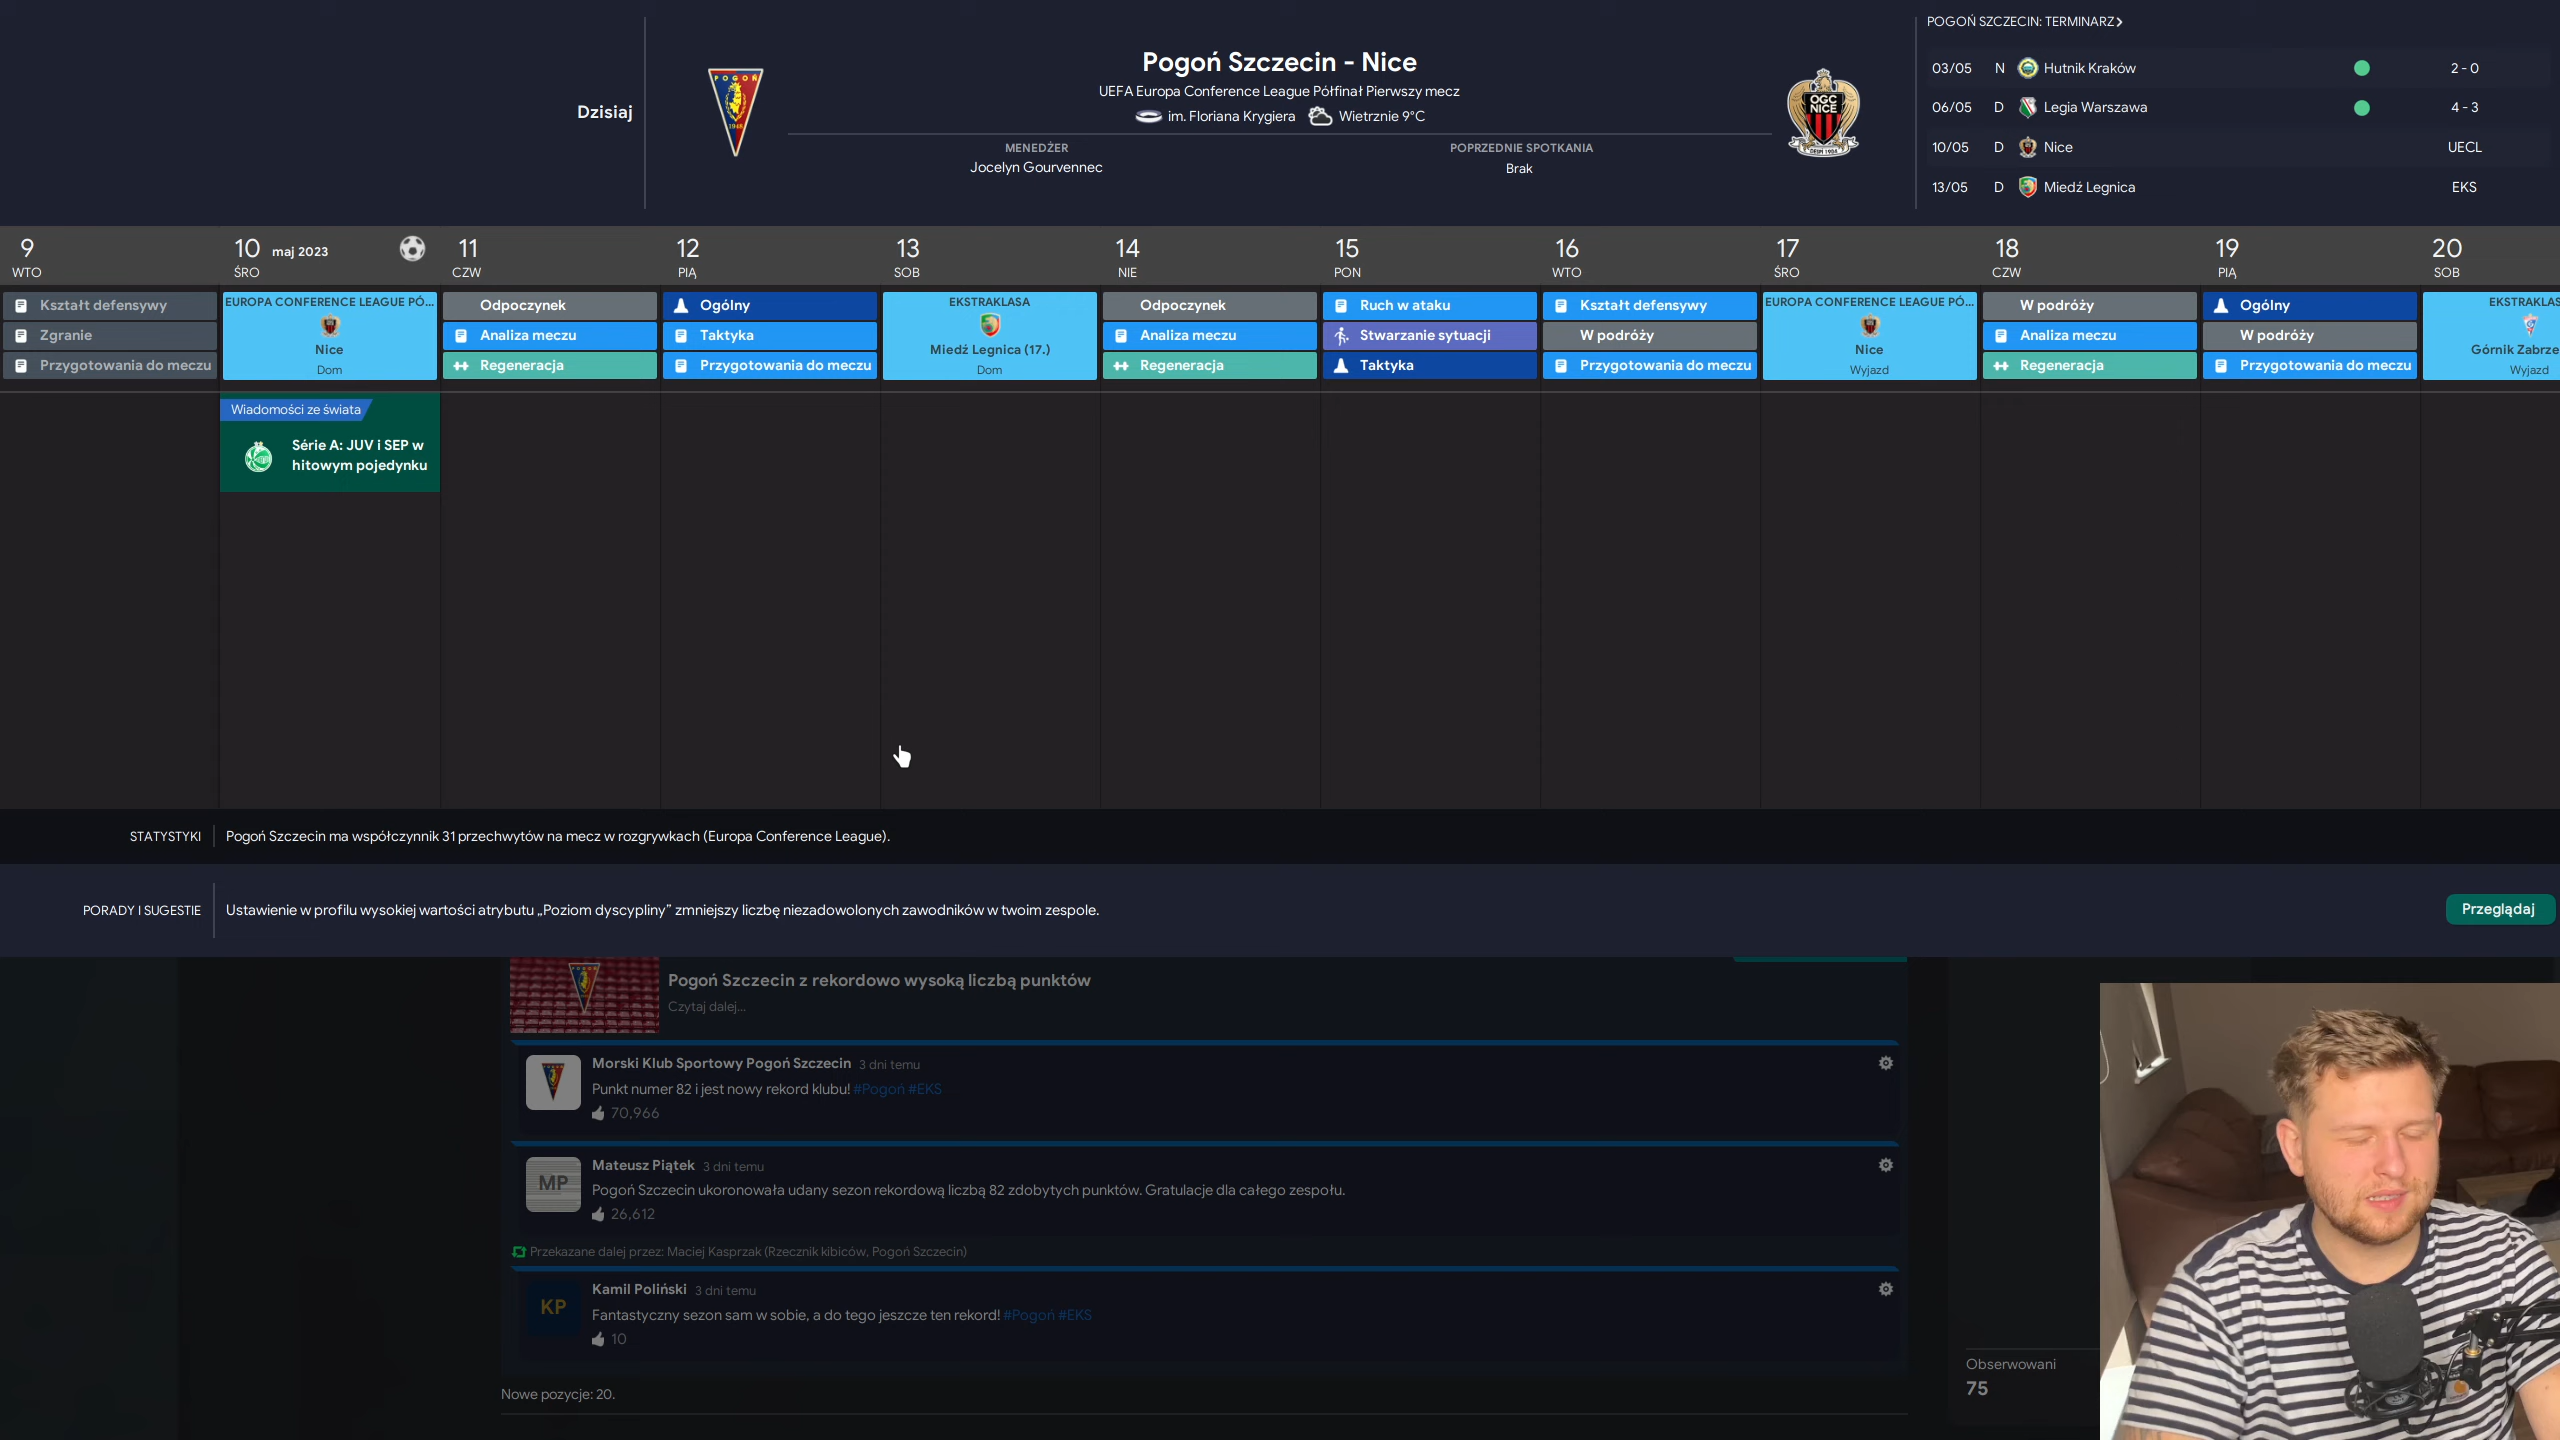 Dzisiaj
Pogoń Szczecin - Nice
UEFA Europa Conference League Półfinał Pierwszy mecz
im. Floriana Krygiera Wietrznie 9°C
MENEDŻER
Jocelyn Gourvennec
POPRZEDNIE SPOTKANIA
Brak
POGOŃ
1948
OGC
NICE
POGOŃ SZCZECIN: TERMINARZ
03/05 N Hutnik Kraków 2 - 0
06/05 D Legia Warszawa 4 - 3
10/05 D Nice UECL
13/05 D Miedź Legnica EKS
9 10 maj 2023 11 12 13 14 15 16 17 18 19 20
WTO ŚRO CZW PIĄ SOB NIE PON WTO ŚRO CZW PIĄ SOB
Kształt defensywy
Zgranie
Przygotowania do meczu
EUROPA CONFERENCE LEAGUE PÓ...
Nice
Dom
Odpoczynek
Analiza meczu
Regeneracja
Ogólny
Taktyka
Przygotowania do meczu
EKSTRAKLASA
Miedź Legnica (17.)
Dom
Odpoczynek
Analiza meczu
Regeneracja
Ruch w ataku
Stwarzanie sytuacji
Taktyka
Kształt defensywy
W podróży
Przygotowania do meczu
EUROPA CONFERENCE LEAGUE PÓ...
Nice
Wyjazd
W podróży
Analiza meczu
Regeneracja
Ogólny
W podróży
Przygotowania do meczu
EKSTRAKLAS
Górnik Zabrze
Wyjazd
Wiadomości ze świata
Série A: JUV i SEP w
hitowym pojedynku
STATYSTYKI Pogoń Szczecin ma współczynnik 31 przechwytów na mecz w rozgrywkach (Europa Conference League).
PORADY I SUGESTIE Ustawienie w profilu wysokiej wartości atrybutu „Poziom dyscypliny” zmniejszy liczbę niezadowolonych zawodników w twoim zespole.
Przeglądaj
Pogoń Szczecin z rekordowo wysoką liczbą punktów
Czytaj dalej...
Morski Klub Sportowy Pogoń Szczecin 3 dni temu
Punkt numer 82 i jest nowy rekord klubu! #Pogoń #EKS
70,966
MP
Mateusz Piątek 3 dni temu
Pogoń Szczecin ukoronowała udany sezon rekordową liczbą 82 zdobytych punktów. Gratulacje dla całego zespołu.
26,612
Przekazane dalej przez: Maciej Kasprzak (Rzecznik kibiców, Pogoń Szczecin)
KP
Kamil Poliński 3 dni temu
Fantastyczny sezon sam w sobie, a do tego jeszcze ten rekord! #Pogoń #EKS
10
Nowe pozycje: 20.
Obserwowani
75